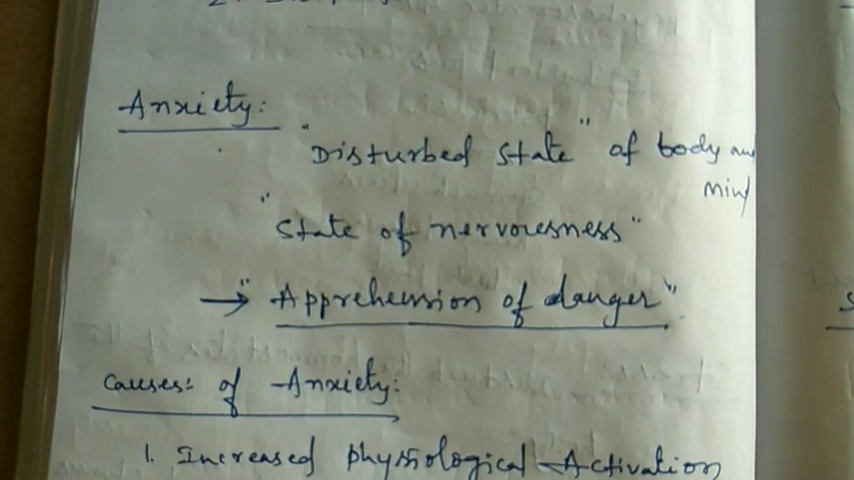 Anxiety:
"Disturbed state" of body and
mind
"state of nervousness"
→ "Apprehension of danger"
causes: of Anxiety:
1. Increased physiological Activation